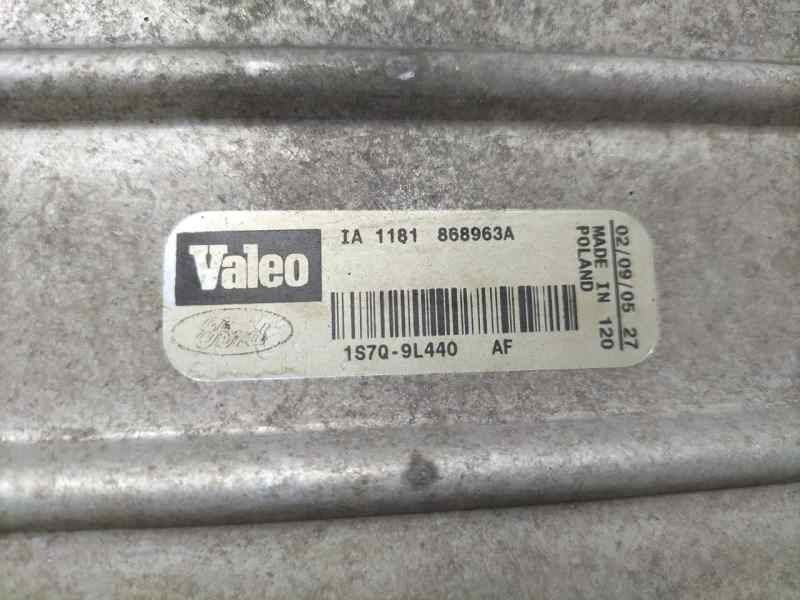 Valeo
IA 1181 868963A
Ford
1S7Q-9L440 AF
02/09/05 27
MADE IN 120
POLAND